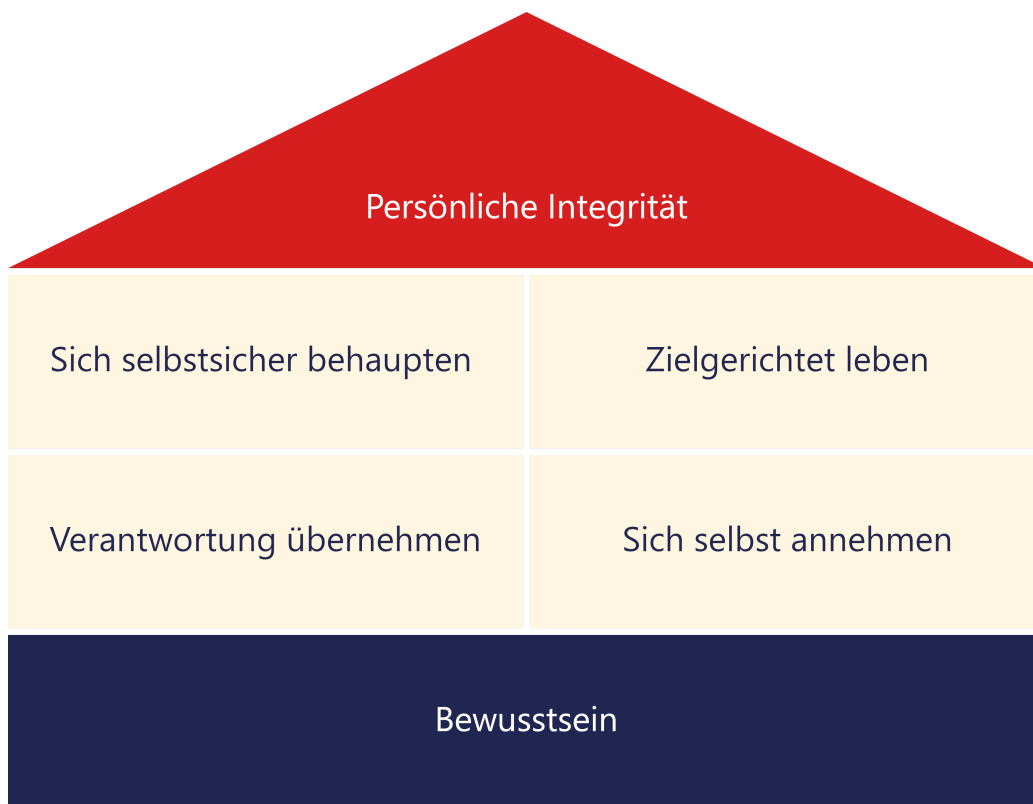 Persönliche Integrität
Sich selbstsicher behaupten
Zielgerichtet leben
Verantwortung übernehmen
Sich selbst annehmen
Bewusstsein